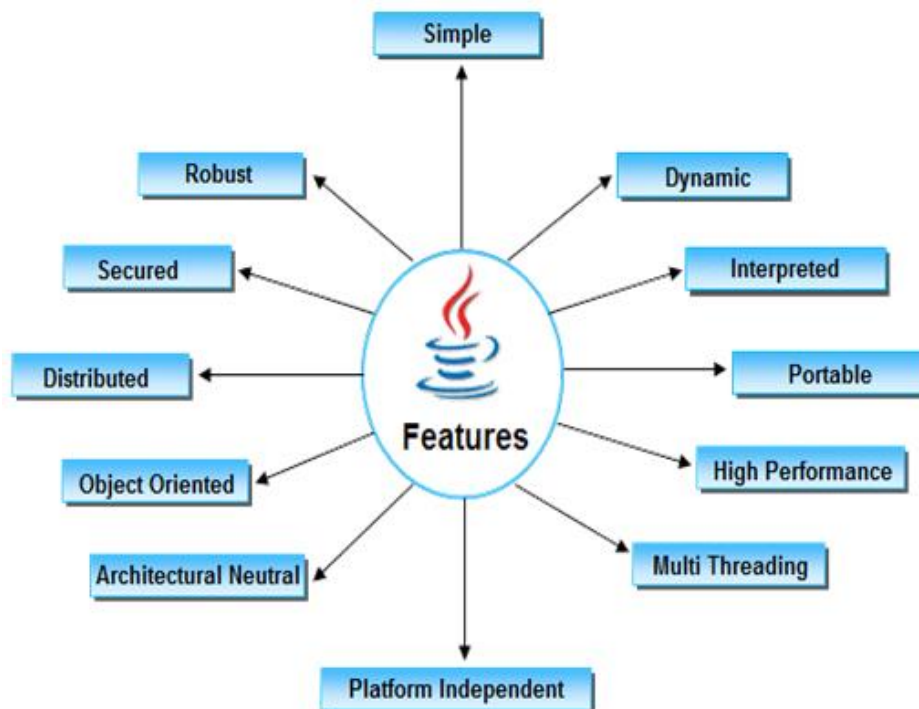 Simple
Robust
Dynamic
Secured
Interpreted
Distributed
Portable
Features
Object Oriented
High Performance
Architectural Neutral
Multi Threading
Platform Independent